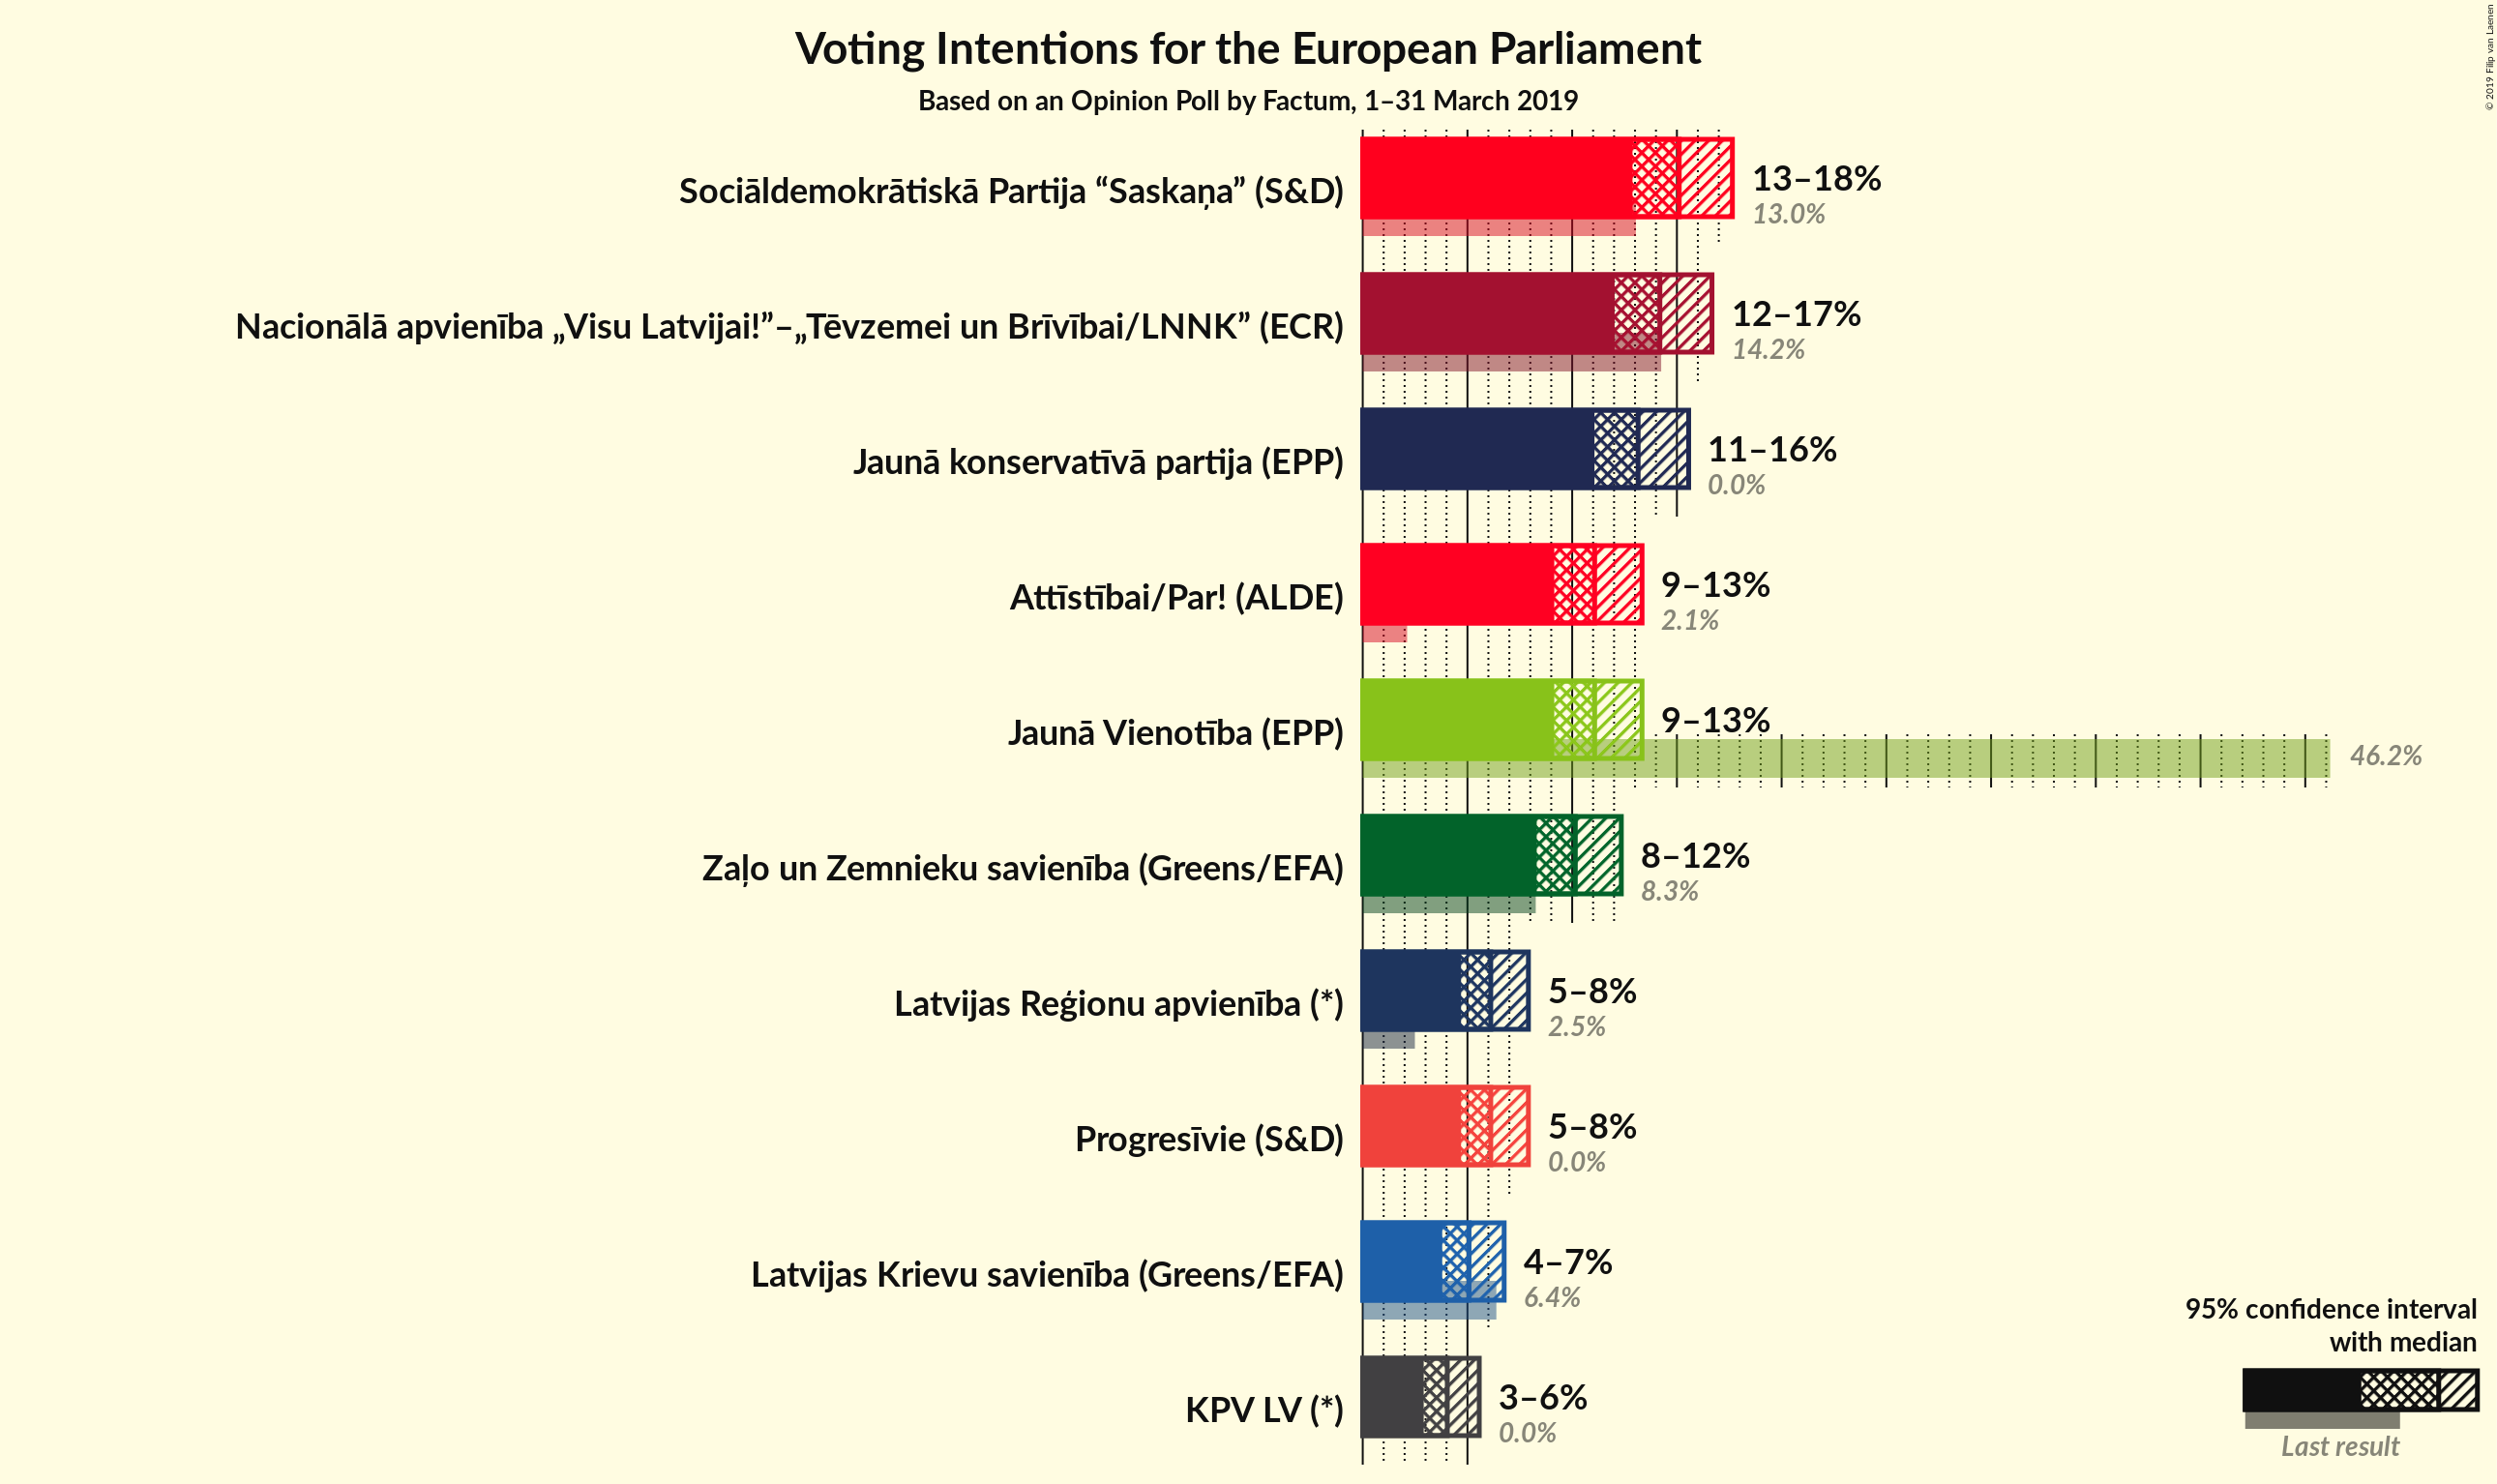 Voting Intentions for the European Parliament
Based on an Opinion Poll by Factum, 1–31 March 2019
© 2019 Filip van Laenen
Sociāldemokrātiskā Partija “Saskaņa” (S&D)
13–18%
13.0%
Nacionālā apvienība „Visu Latvijai!”–„Tēvzemei un Brīvībai/LNNK” (ECR)
12–17%
14.2%
Jaunā konservatīvā partija (EPP)
11–16%
0.0%
Attīstībai/Par! (ALDE)
9–13%
2.1%
Jaunā Vienotība (EPP)
9–13%
46.2%
Zaļo un Zemnieku savienība (Greens/EFA)
8–12%
8.3%
Latvijas Reģionu apvienība (*)
5–8%
2.5%
Progresīvie (S&D)
5–8%
0.0%
Latvijas Krievu savienība (Greens/EFA)
4–7%
6.4%
KPV LV (*)
3–6%
0.0%
95% confidence interval
with median
Last result